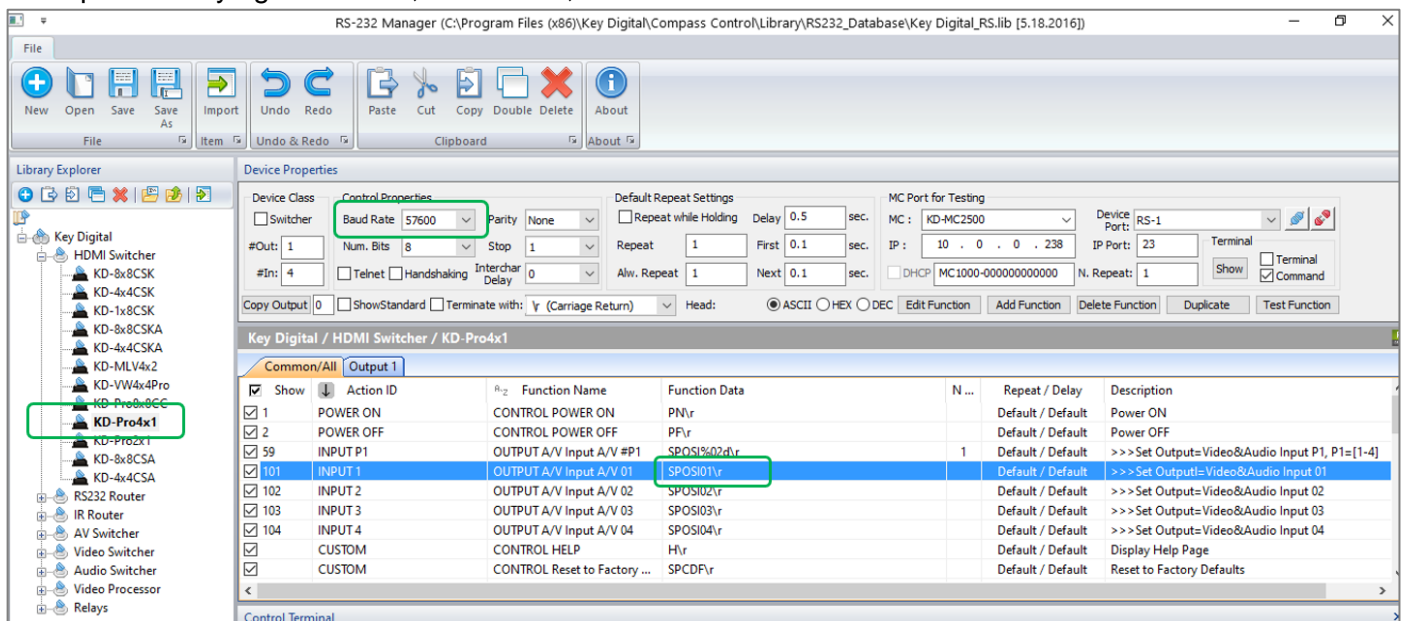 RS-232 Manager (C:\Program Files (x86)\Key Digital\Compass Control\Library\RS232_Database\Key Digital_RS.lib [5.18.2016])
File
New Open Save Save As Import Undo Redo Paste Cut Copy Double Delete About
File Item Undo & Redo Clipboard About
Library Explorer
Key Digital
HDMI Switcher
KD-8x8CSK
KD-4x4CSK
KD-1x8CSK
KD-8x8CSKA
KD-4x4CSKA
KD-MLV4x2
KD-VW4x4Pro
KD-Pro8x8CC
KD-Pro4x1
KD-Pro2x1
KD-8x8CSA
KD-4x4CSA
RS232 Router
IR Router
AV Switcher
Video Switcher
Audio Switcher
Video Processor
Relays
Device Properties
Device Class Control Properties Default Repeat Settings MC Port for Testing
Switcher Baud Rate 57600 Parity None Repeat while Holding Delay 0.5 sec. MC : KD-MC2500 Device Port: RS-1
#Out: 1 Num. Bits 8 Stop 1 Repeat 1 First 0.1 sec. IP : 10 . 0 . 0 . 238 IP Port: 23 Terminal
#In: 4 Telnet Handshaking Interchar Delay 0 Alw. Repeat 1 Next 0.1 sec. DHCP MC1000-000000000000 N. Repeat: 1 Show Terminal Command
Copy Output 0 ShowStandard Terminate with: \r (Carriage Return) Head: ASCII HEX DEC Edit Function Add Function Delete Function Duplicate Test Function
Key Digital / HDMI Switcher / KD-Pro4x1
Common/All Output 1
Show Action ID A-Z Function Name Function Data N ... Repeat / Delay Description
1 POWER ON CONTROL POWER ON PN\r Default / Default Power ON
2 POWER OFF CONTROL POWER OFF PF\r Default / Default Power OFF
59 INPUT P1 OUTPUT A/V Input A/V #P1 SPOSI%02d\r 1 Default / Default >>>Set Output=Video&Audio Input P1, P1=[1-4]
101 INPUT 1 OUTPUT A/V Input A/V 01 SPOSI01\r Default / Default >>>Set Outputl=Video&Audio Input 01
102 INPUT 2 OUTPUT A/V Input A/V 02 SPOSI02\r Default / Default >>>Set Output=Video&Audio Input 02
103 INPUT 3 OUTPUT A/V Input A/V 03 SPOSI03\r Default / Default >>>Set Output=Video&Audio Input 03
104 INPUT 4 OUTPUT A/V Input A/V 04 SPOSI04\r Default / Default >>>Set Output=Video&Audio Input 04
CUSTOM CONTROL HELP H\r Default / Default Display Help Page
CUSTOM CONTROL Reset to Factory ... SPCDF\r Default / Default Reset to Factory Defaults
Control Terminal